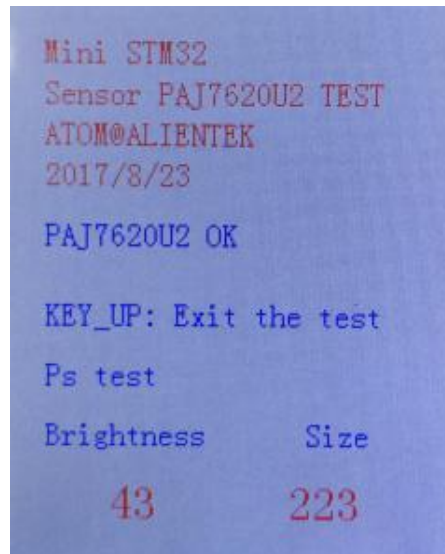 Mini STM32
Sensor PAJ7620U2 TEST
ATOM@ALIENTEK
2017/8/23
PAJ7620U2 OK
KEY_UP: Exit the test
Ps test
Brightness Size
43 223